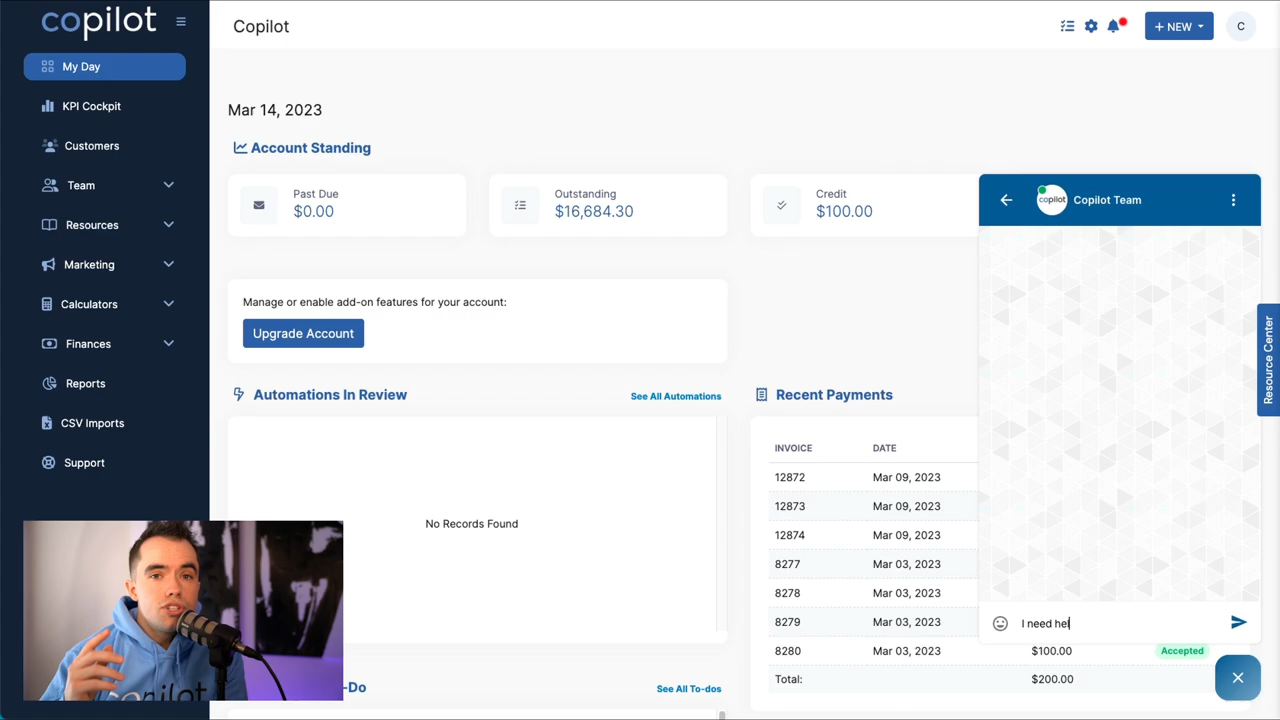 copilot
Copilot
+ NEW
C
My Day
KPI Cockpit
Customers
Team
Resources
Marketing
Calculators
Finances
Reports
CSV Imports
Support
Mar 14, 2023
Account Standing
Past Due
$0.00
Outstanding
$16,684.30
Credit
$100.00
Manage or enable add-on features for your account:
Upgrade Account
Automations In Review
See All Automations
No Records Found
-Do
See All To-dos
Recent Payments
INVOICE DATE
12872 Mar 09, 2023
12873 Mar 09, 2023
12874 Mar 09, 2023
8277 Mar 03, 2023
8278 Mar 03, 2023
8279 Mar 03, 2023
8280 Mar 03, 2023 $100.00 Accepted
Total: $200.00
copilot
Copilot Team
I need hel
Resource Center
copilot